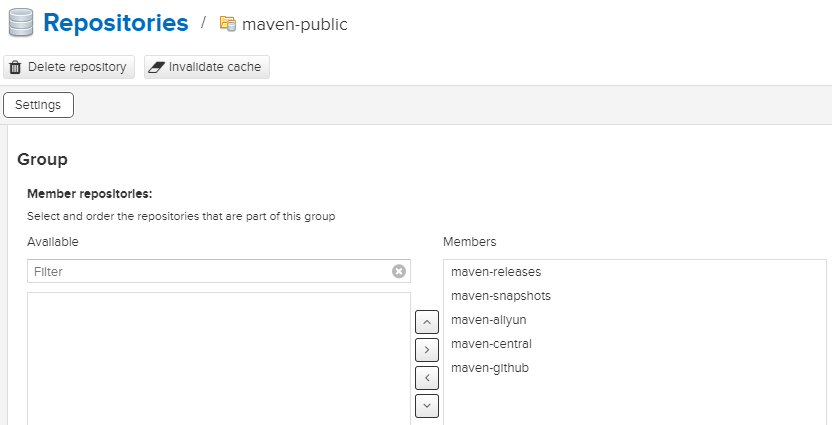 Repositories / maven-public
Delete repository Invalidate cache
Settings
Group
Member repositories:
Select and order the repositories that are part of this group
Available
Filter
Members
maven-releases
maven-snapshots
maven-aliyun
maven-central
maven-github